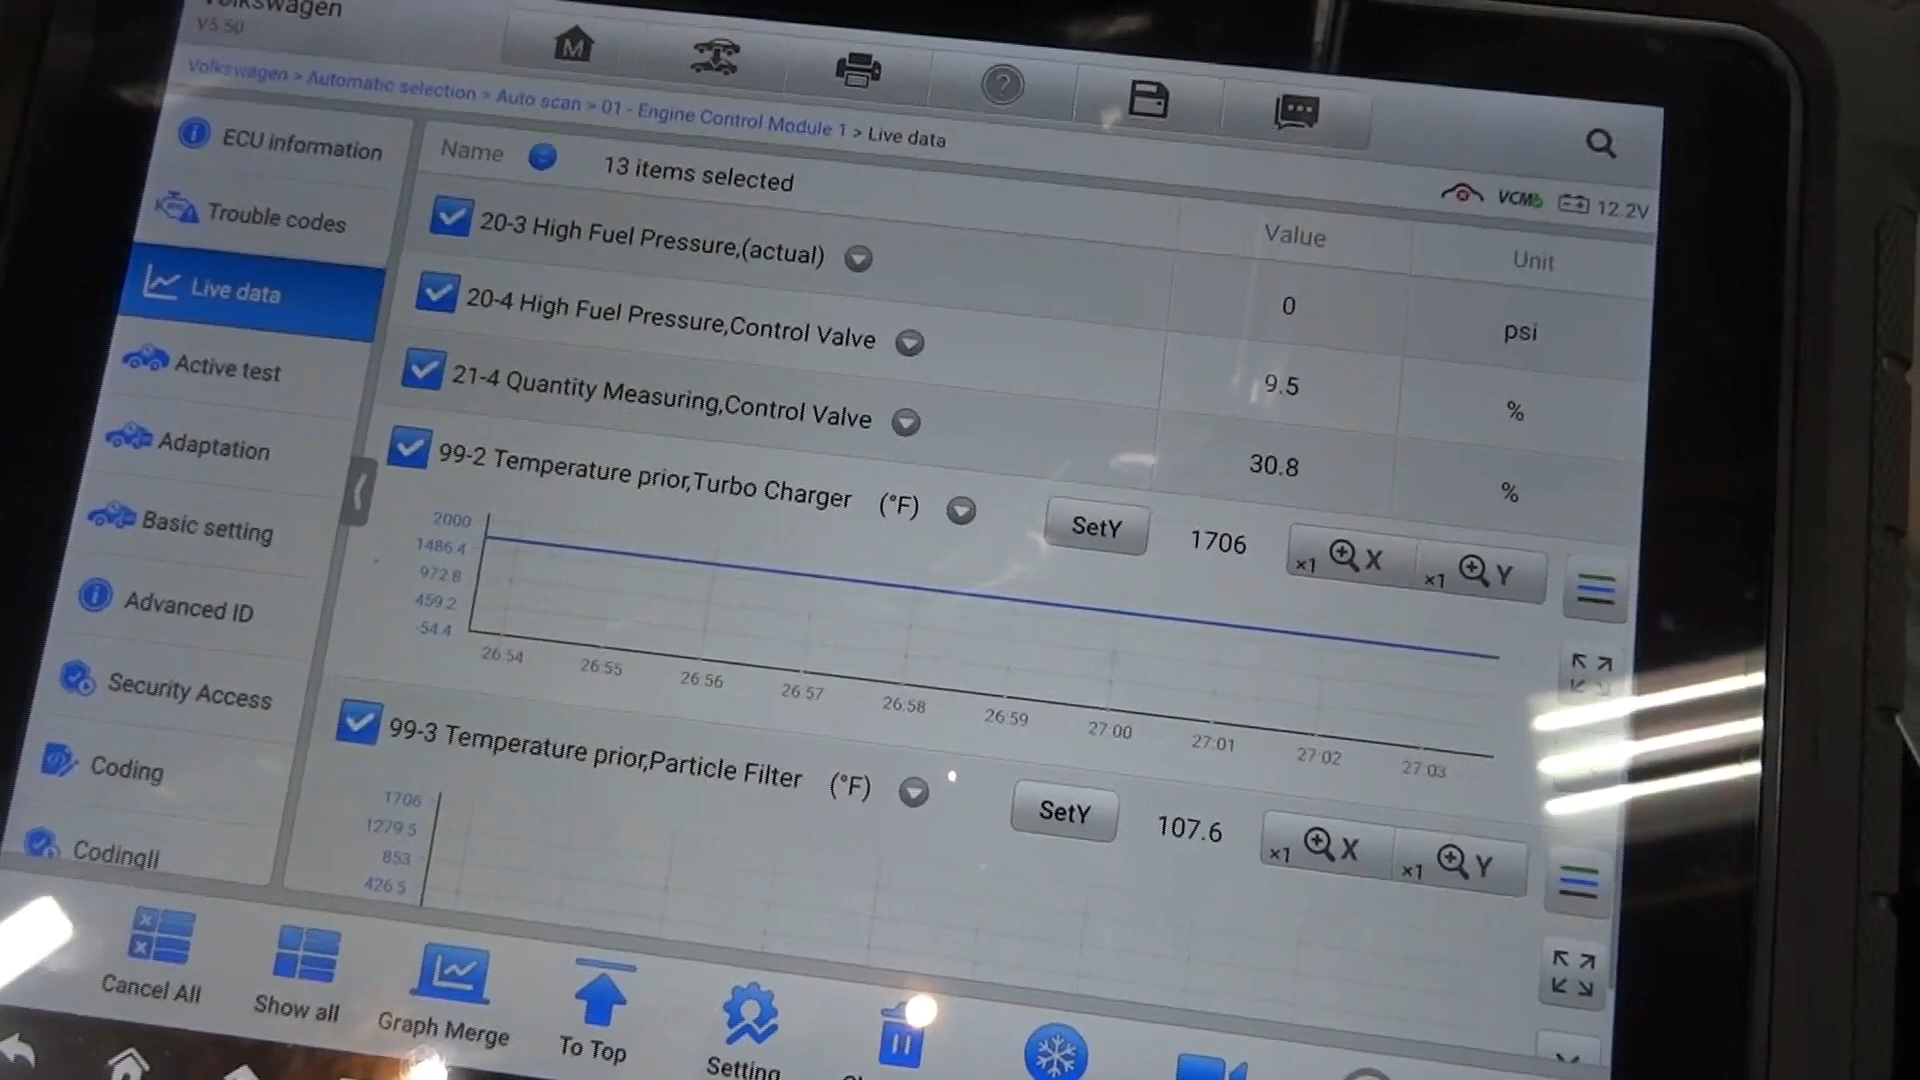 Volkswagen
V5.50
M
?
Volkswagen > Automatic selection > Auto scan > 01 - Engine Control Module 1 > Live data
VCMI 12.2V
ECU information
Trouble codes
Live data
Active test
Adaptation
Basic setting
Advanced ID
Security Access
Coding
CodingII
Name 13 items selected Value Unit
20-3 High Fuel Pressure,(actual) 0 psi
20-4 High Fuel Pressure,Control Valve 9.5 %
21-4 Quantity Measuring,Control Valve 30.8 %
99-2 Temperature prior,Turbo Charger (°F) SetY 1706 ×1 X ×1 Y
2000
1486.4
972.8
459.2
-54.4
26:54 26:55 26:56 26:57 26:58 26:59 27:00 27:01 27:02 27:03
99-3 Temperature prior,Particle Filter (°F) SetY 107.6 ×1 X ×1 Y
1706
1279.5
853
426.5
Cancel All
Show all
Graph Merge
To Top
Setting